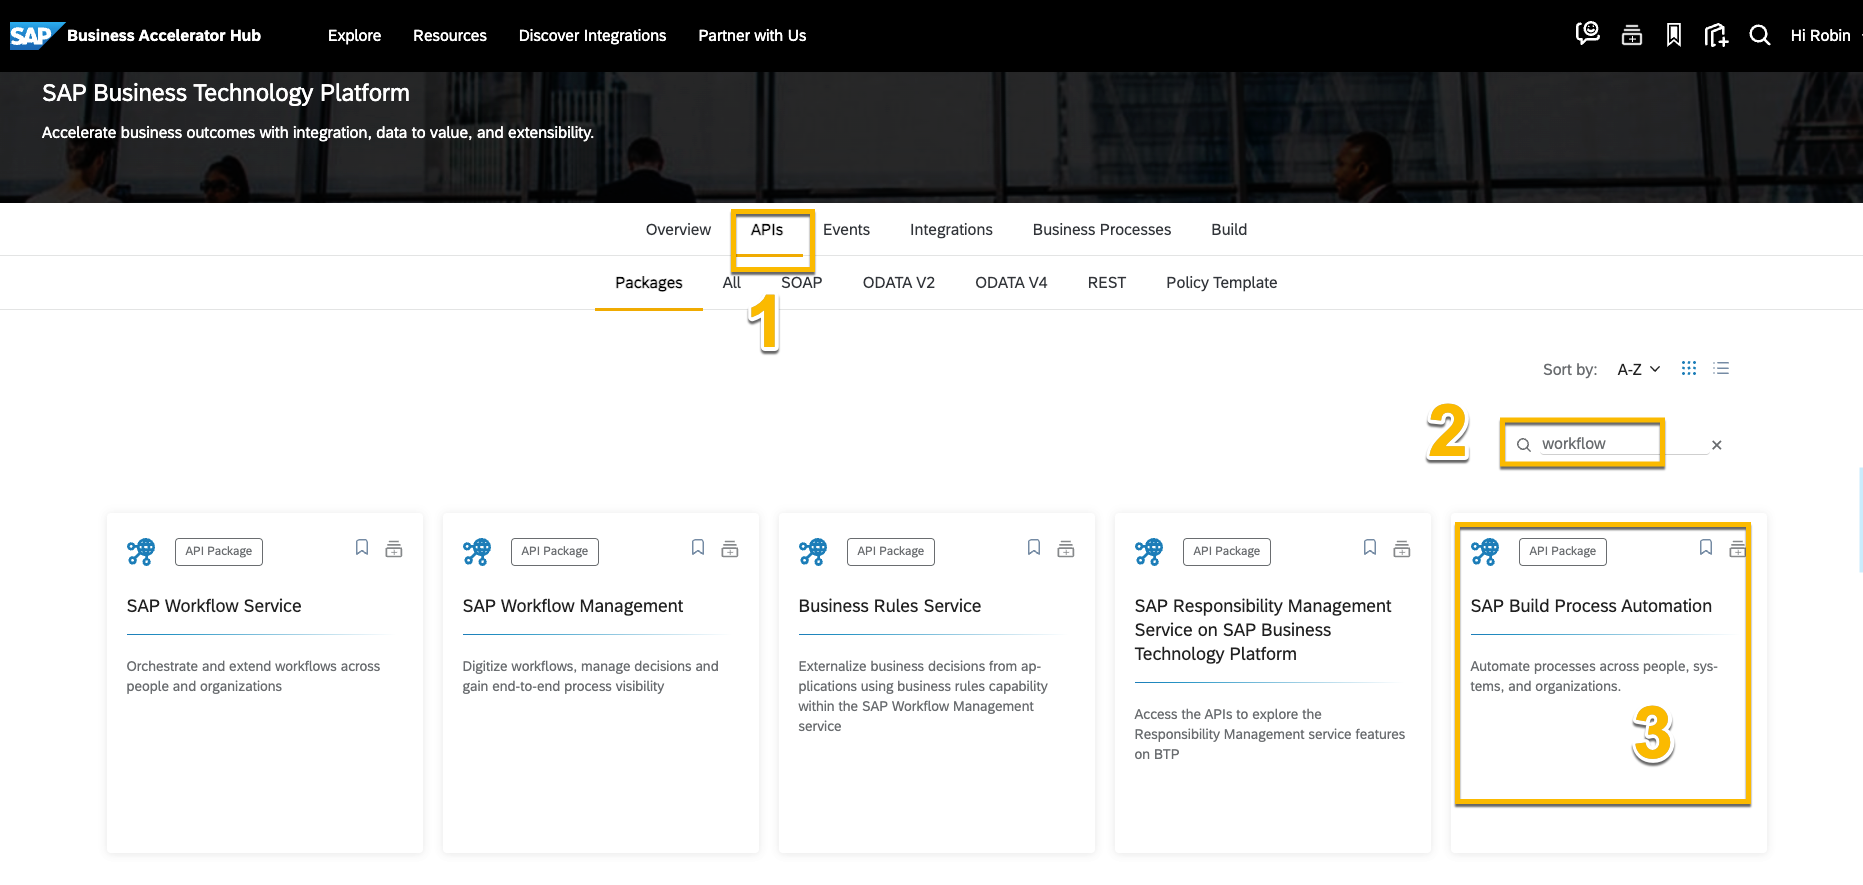 SAP Business Accelerator Hub
Explore
Resources
Discover Integrations
Partner with Us
Hi Robin
SAP Business Technology Platform
Accelerate business outcomes with integration, data to value, and extensibility.
Overview
APIs
Events
Integrations
Business Processes
Build
Packages
All
SOAP
ODATA V2
ODATA V4
REST
Policy Template
1
Sort by:
A-Z
2
workflow
API Package
SAP Workflow Service
Orchestrate and extend workflows across
people and organizations
API Package
SAP Workflow Management
Digitize workflows, manage decisions and
gain end-to-end process visibility
API Package
Business Rules Service
Externalize business decisions from ap-
plications using business rules capability
within the SAP Workflow Management
service
API Package
SAP Responsibility Management
Service on SAP Business
Technology Platform
Access the APIs to explore the
Responsibility Management service features
on BTP
API Package
SAP Build Process Automation
Automate processes across people, sys-
tems, and organizations.
3